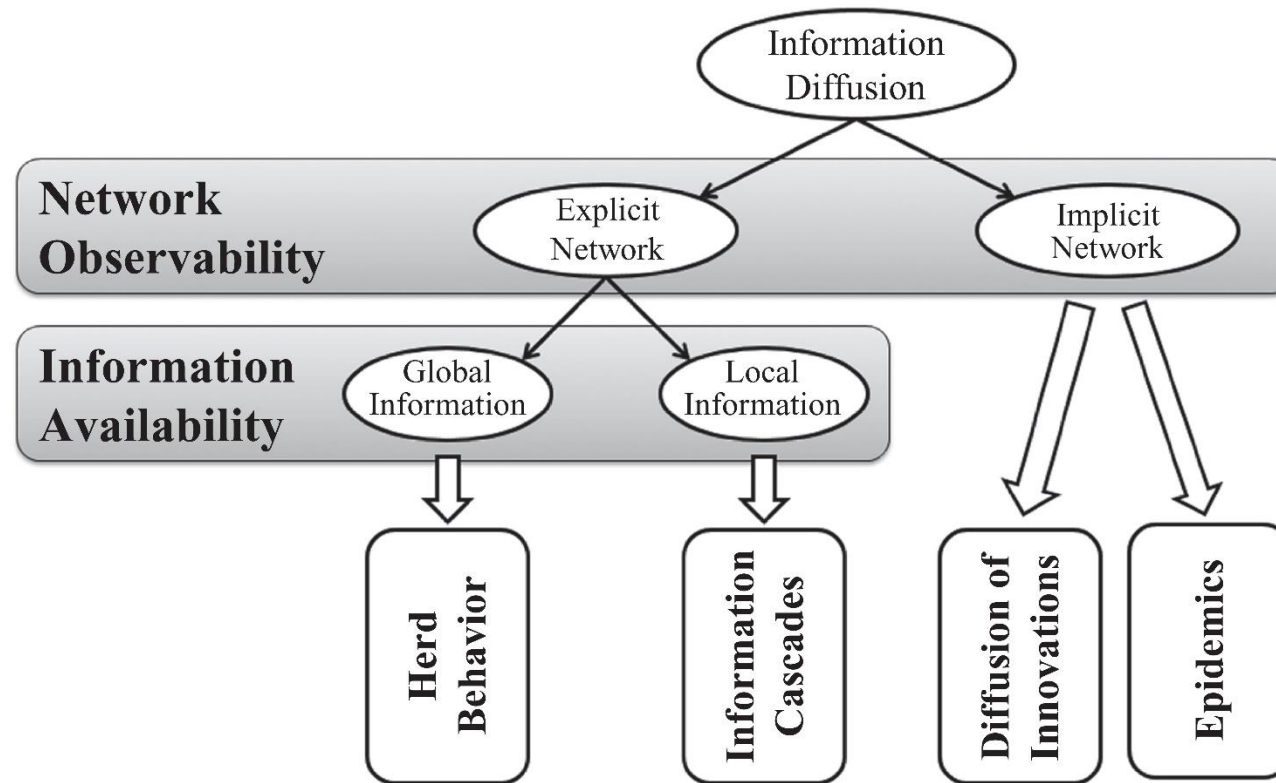 Information
Diffusion
Network
Observability
Explicit
Network
Implicit
Network
Information
Availability
Global
Information
Local
Information
Herd
Behavior
Information
Cascades
Diffusion of
Innovations
Epidemics